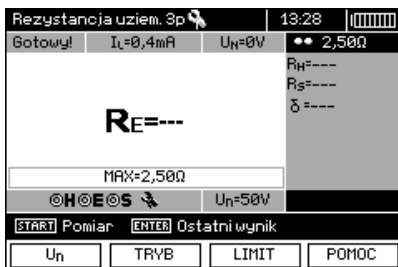 Rezystancja uziem. 3p 13:28
Gotowy! IL=0,4mA UN=0V 2,50Ω
RH=---
RS=---
δ=---
RE=---
MAX=2,50Ω
H E S Un=50V
START Pomiar ENTER Ostatni wynik
Un TRYB LIMIT POMOC